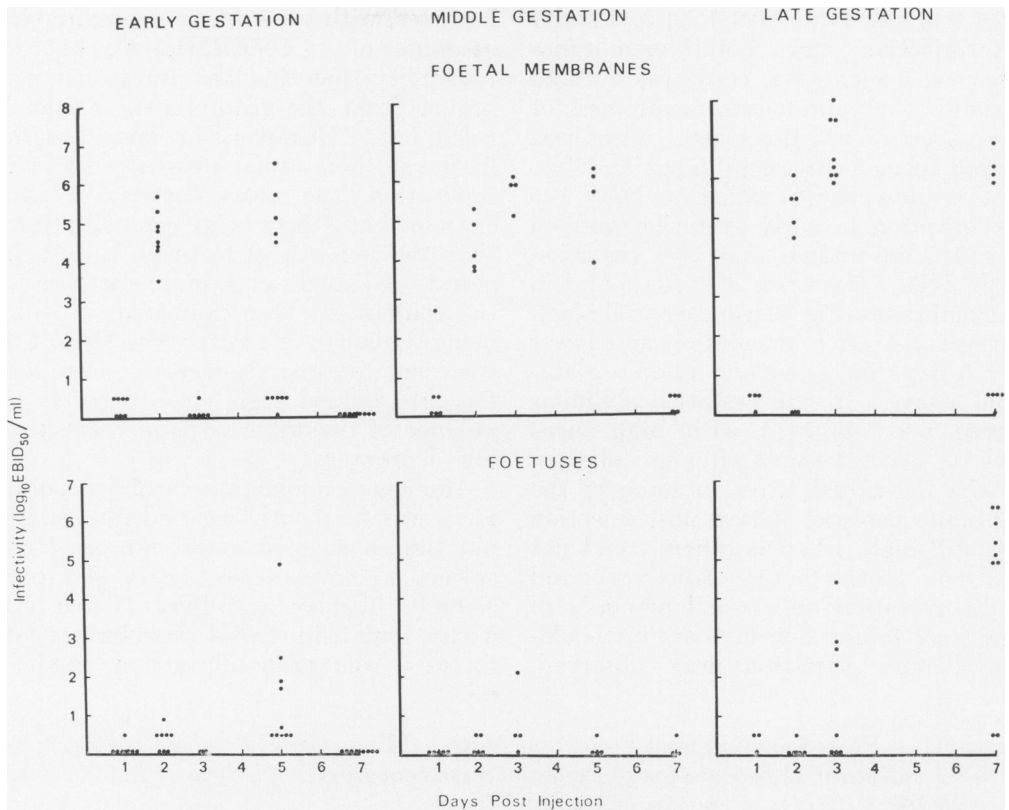 EARLY GESTATION MIDDLE GESTATION LATE GESTATION
FOETAL MEMBRANES
8
7
6
5
4
3
2
1
FOETUSES
7
6
5
4
3
2
1
1 2 3 4 5 6 7 1 2 3 4 5 6 7 1 2 3 4 5 6 7
Infectivity (log10EBID50/ml)
Days Post Injection